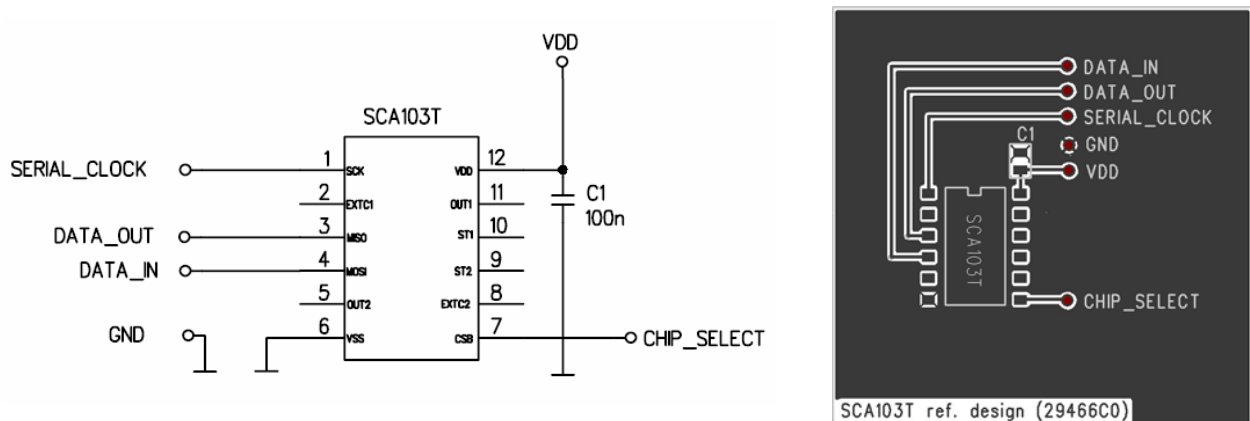 VDD
SCA103T
SERIAL_CLOCK
1
SCK
VDD
12
2
EXTC1
OUT1
11
C1
100n
DATA_OUT
3
MISO
ST1
10
DATA_IN
4
MOSI
ST2
9
5
OUT2
EXTC2
8
GND
6
VSS
CSB
7
CHIP_SELECT
DATA_IN
DATA_OUT
SERIAL_CLOCK
C1
GND
VDD
SCA103T
CHIP_SELECT
SCA103T ref. design (29466C0)